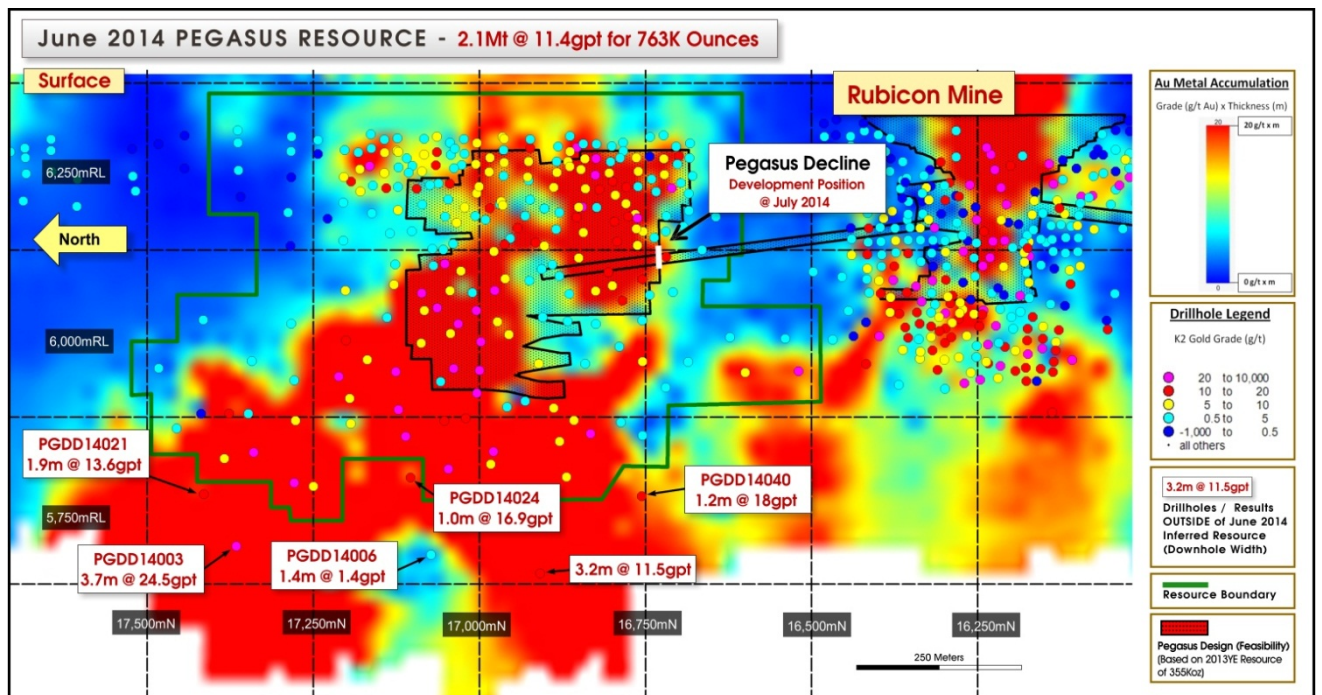 June 2014 PEGASUS RESOURCE - 2.1Mt @ 11.4gpt for 763K Ounces
Surface
Rubicon Mine
6,250mRL
Pegasus Decline
Development Position
@ July 2014
North
6,000mRL
PGDD14021
1.9m @ 13.6gpt
PGDD14024
1.0m @ 16.9gpt
PGDD14040
1.2m @ 18gpt
5,750mRL
PGDD14003
3.7m @ 24.5gpt
PGDD14006
1.4m @ 1.4gpt
3.2m @ 11.5gpt
17,500mN
17,250mN
17,000mN
16,750mN
16,500mN
16,250mN
250 Meters
Au Metal Accumulation
Grade (g/t Au) x Thickness (m)
20
20 g/t x m
0
0 g/t x m
Drillhole Legend
K2 Gold Grade (g/t)
20 to 10,000
10 to 20
5 to 10
0.5 to 5
-1,000 to 0.5
all others
3.2m @ 11.5gpt
Drillholes / Results
OUTSIDE of June 2014
Inferred Resource
(Downhole Width)
Resource Boundary
Pegasus Design (Feasibility)
(Based on 2013YE Resource
of 355Koz)